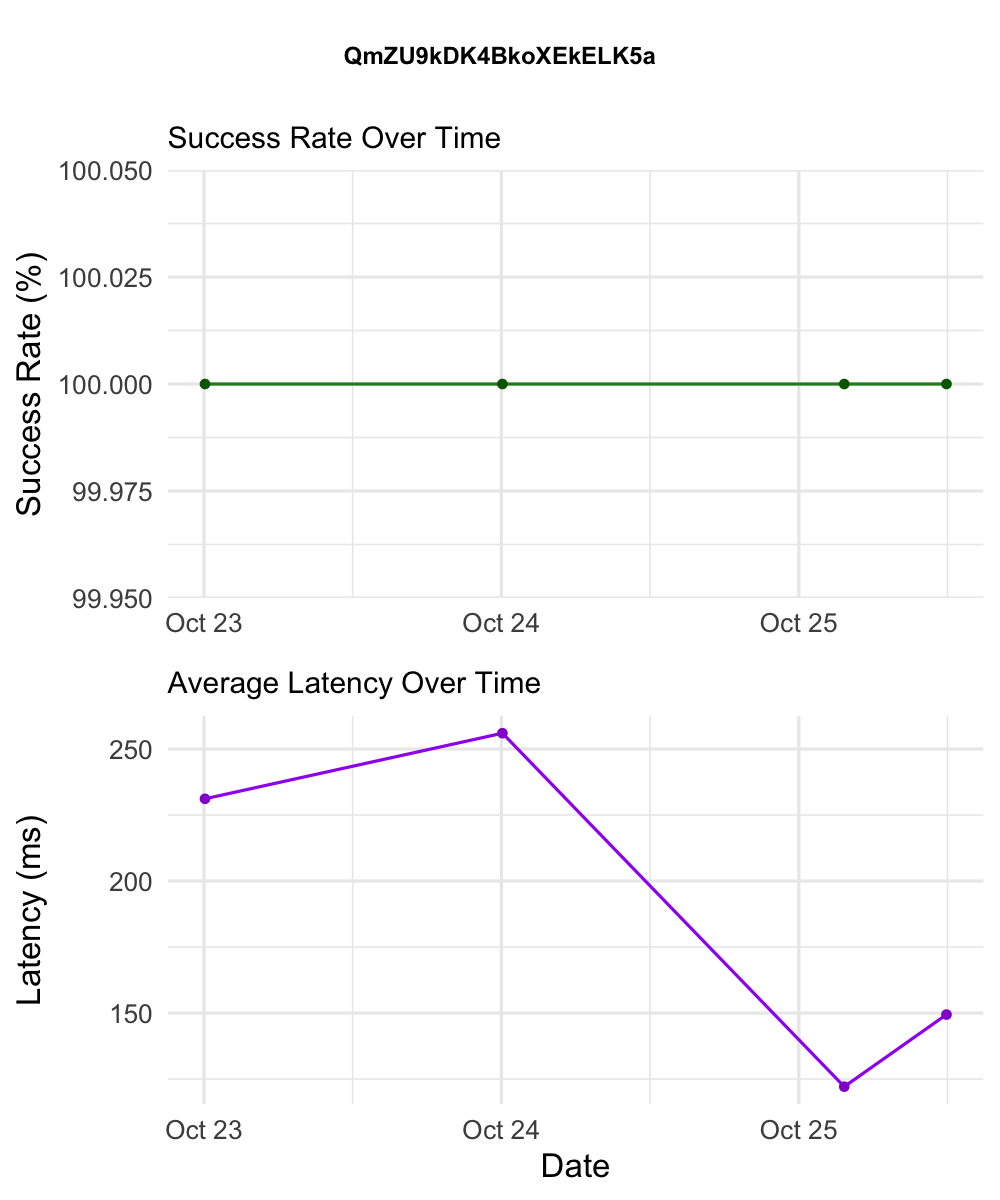 QmZU9kDK4BkoXEkELK5a
Success Rate Over Time
Success Rate (%)
100.050
100.025
100.000
99.975
99.950
Oct 23 Oct 24 Oct 25
Average Latency Over Time
Latency (ms)
250
200
150
Oct 23 Oct 24 Oct 25
Date